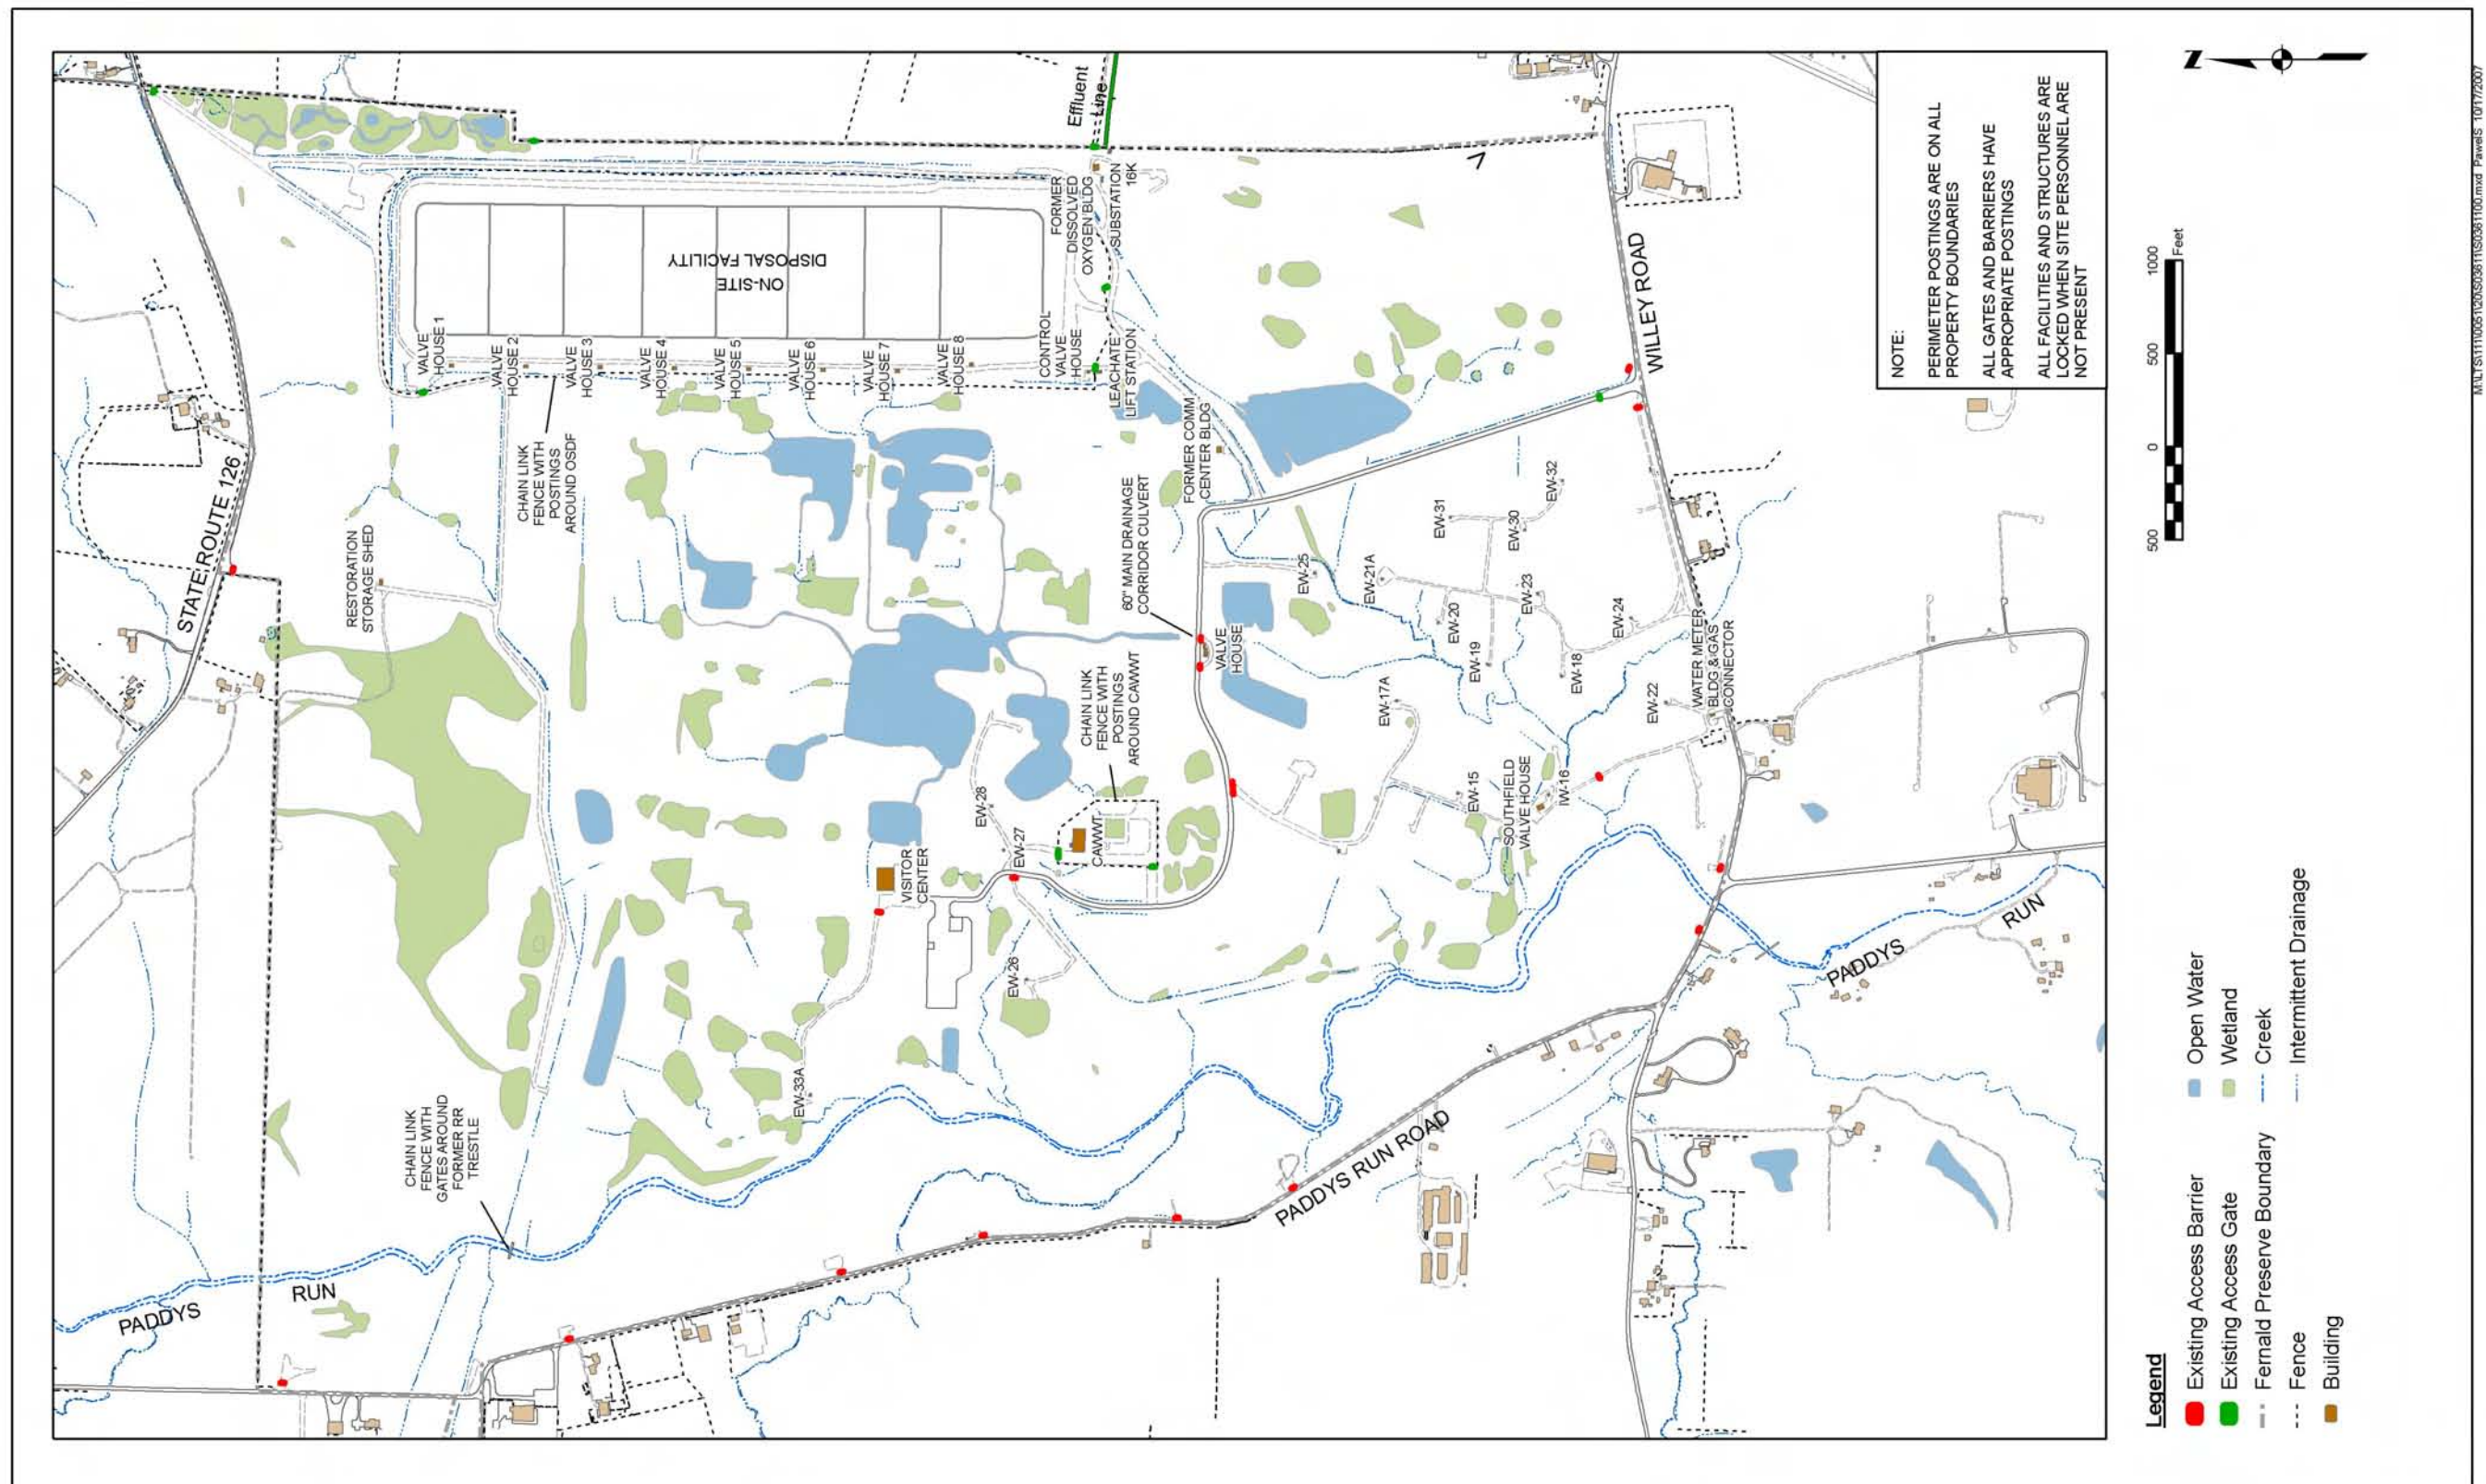 STATE ROUTE 126
RESTORATION
STORAGE SHED
PADDYS
RUN
CHAIN LINK
FENCE WITH
GATES AROUND
FORMER RR
TRESTLE
CHAIN LINK
FENCE WITH
POSTINGS
AROUND OSDF
VALVE
HOUSE 1
VALVE
HOUSE 2
VALVE
HOUSE 3
VALVE
HOUSE 4
VALVE
HOUSE 5
VALVE
HOUSE 6
VALVE
HOUSE 7
VALVE
HOUSE 8
ON-SITE
DISPOSAL FACILITY
CONTROL
VALVE
HOUSE
FORMER
DISSOLVED
OXYGEN BLDG
SUBSTATION
16K
Effluent
Line
LEACHATE
LIFT STATION
FORMER COMM
CENTER BLDG
60" MAIN DRAINAGE
CORRIDOR CULVERT
VALVE
HOUSE
CHAIN LINK
FENCE WITH
POSTINGS
AROUND CAWWT
CAWWT
VISITOR
CENTER
EW-33A
EW-28
EW-27
EW-26
EW-25
EW-21A
EW-31
EW-32
EW-30
EW-20
EW-23
EW-19
EW-24
EW-18
EW-17A
EW-22
EW-15
SOUTHFIELD
VALVE HOUSE
IW-16
WATER METER
BLDG & GAS
CONNECTOR
WILLEY ROAD
PADDYS RUN ROAD
PADDYS
RUN
NOTE:
PERIMETER POSTINGS ARE ON ALL
PROPERTY BOUNDARIES
ALL GATES AND BARRIERS HAVE
APPROPRIATE POSTINGS
ALL FACILITIES AND STRUCTURES ARE
LOCKED WHEN SITE PERSONNEL ARE
NOT PRESENT
Legend
Existing Access Barrier
Existing Access Gate
Fernald Preserve Boundary
Fence
Building
Open Water
Wetland
Creek
Intermittent Drainage
500 0 500 1000
Feet
N